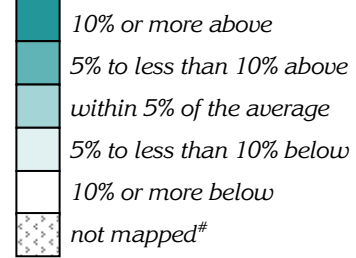 10% or more above
5% to less than 10% above
within 5% of the average
5% to less than 10% below
10% or more below
not mapped#